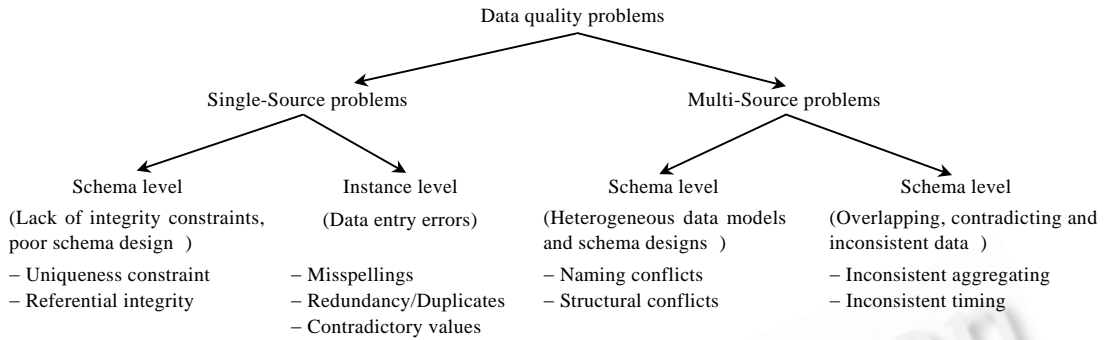 Data quality problems
Single-Source problems
Multi-Source problems
Schema level
(Lack of integrity constraints,
poor schema design )
– Uniqueness constraint
– Referential integrity
Instance level
(Data entry errors)
– Misspellings
– Redundancy/Duplicates
– Contradictory values
Schema level
(Heterogeneous data models
and schema designs )
– Naming conflicts
– Structural conflicts
Schema level
(Overlapping, contradicting and
inconsistent data )
– Inconsistent aggregating
– Inconsistent timing